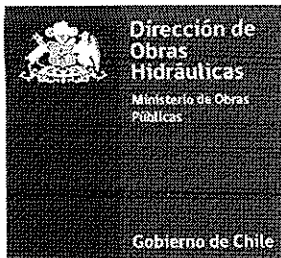 Dirección de
Obras
Hidráulicas
Ministerio de Obras
Públicas
Gobierno de Chile